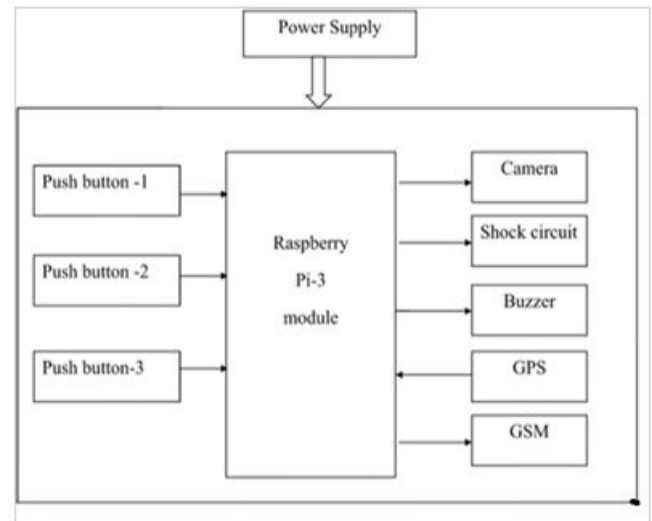 Power Supply
Push button -1
Push button -2
Push button-3
Raspberry
Pi-3
module
Camera
Shock circuit
Buzzer
GPS
GSM